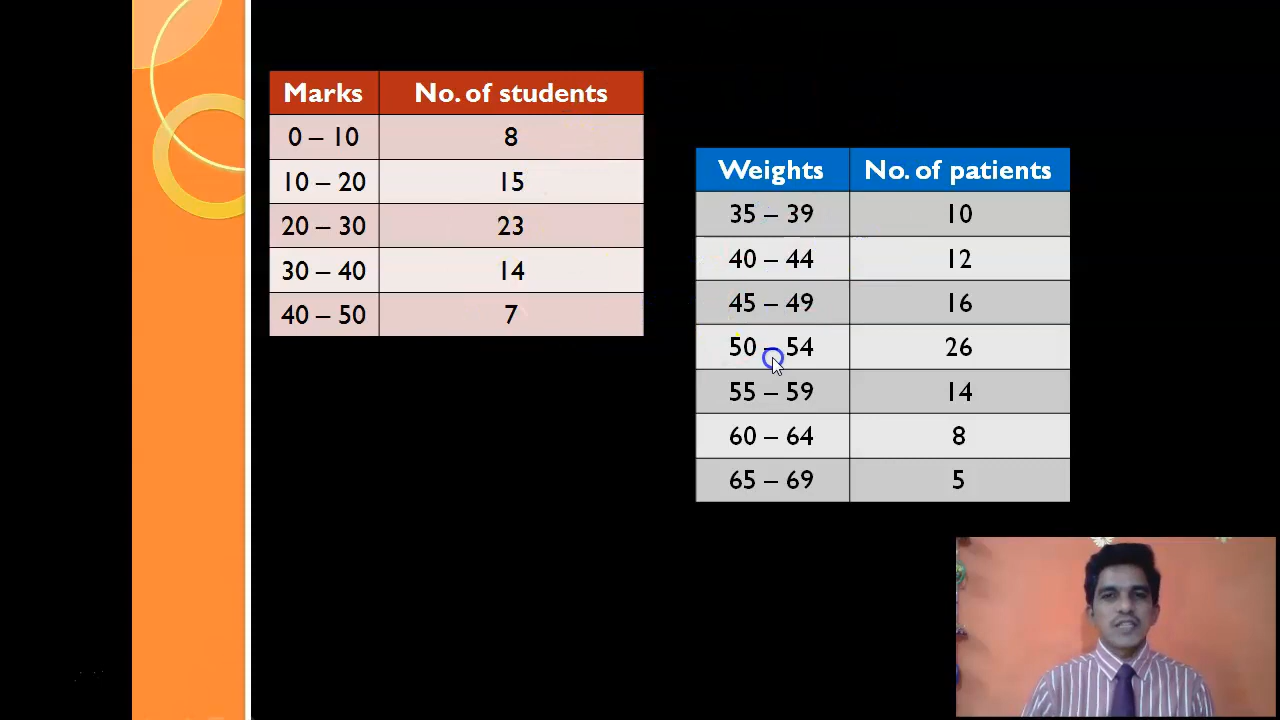 Marks No. of students
0 – 10 8
10 – 20 15
20 – 30 23
30 – 40 14
40 – 50 7
Weights No. of patients
35 – 39 10
40 – 44 12
45 – 49 16
50 – 54 26
55 – 59 14
60 – 64 8
65 – 69 5